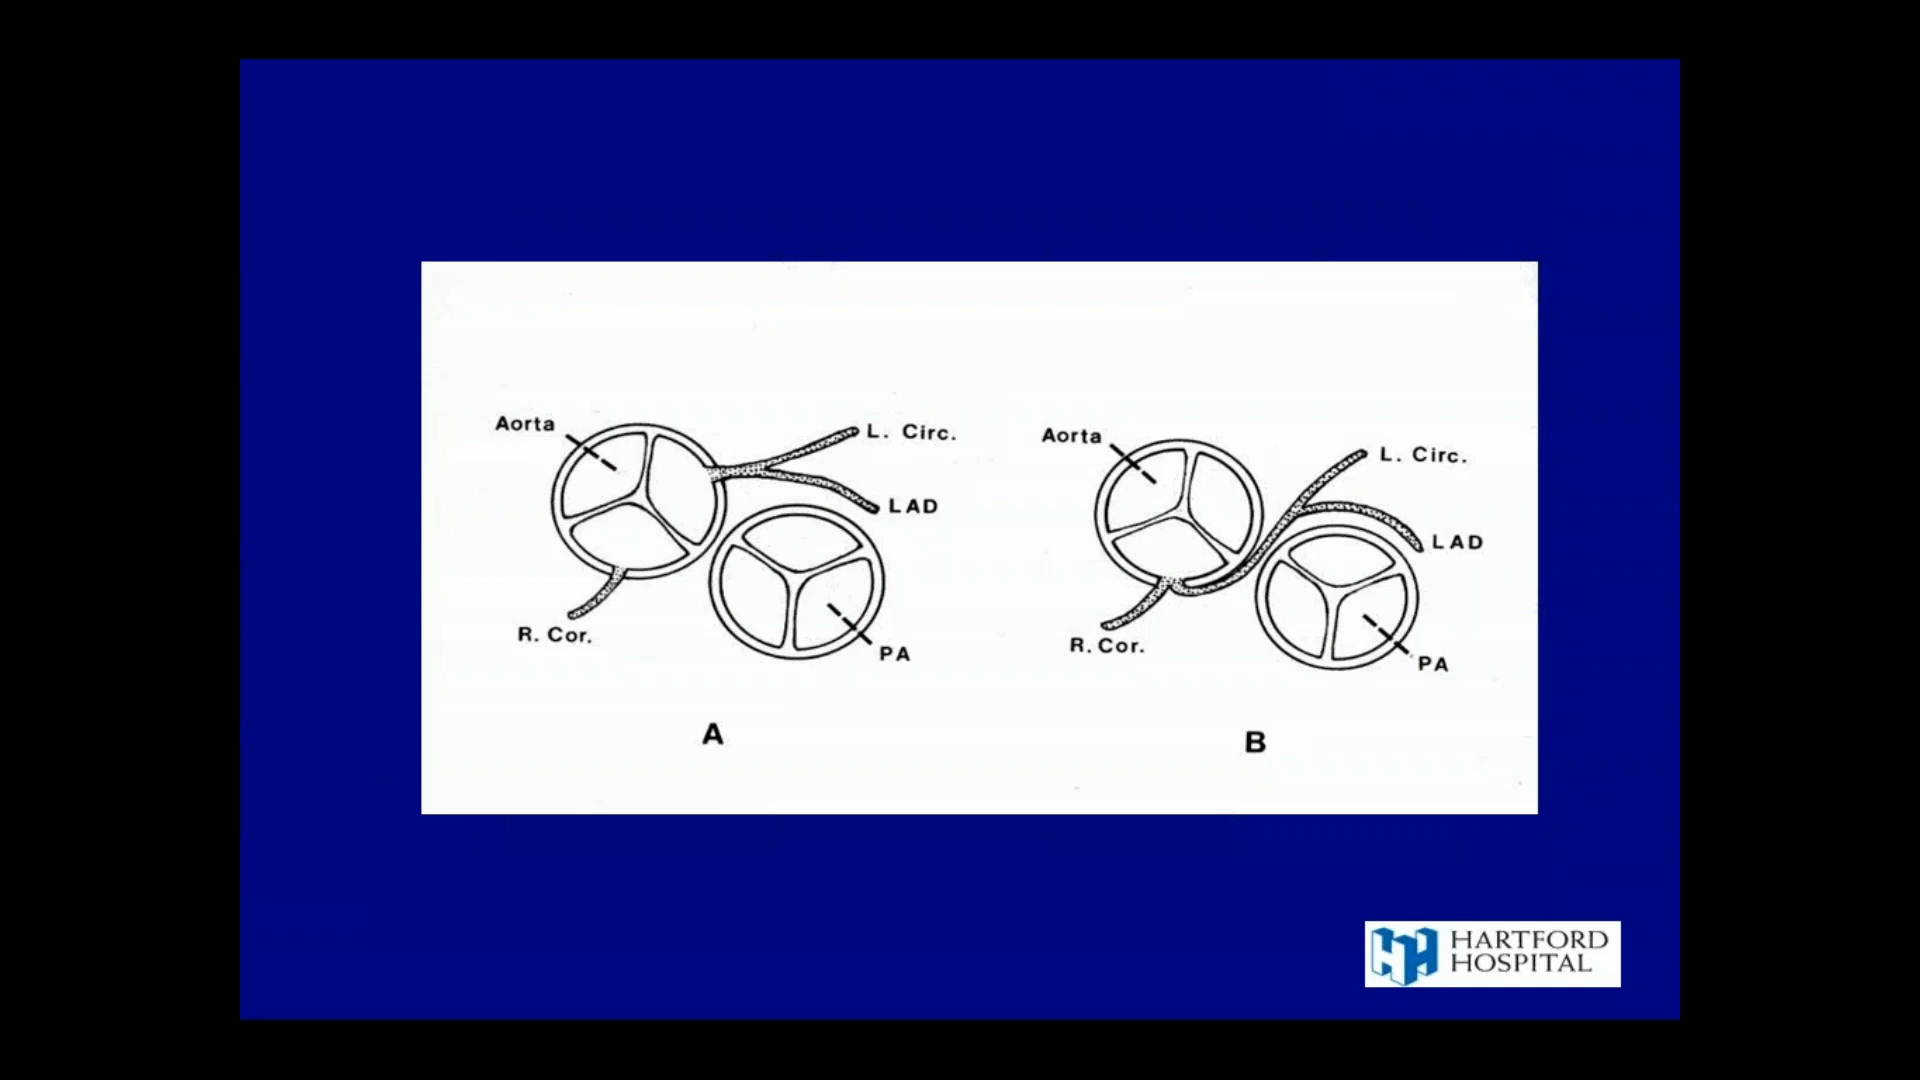 Aorta
L. Circ.
LAD
R. Cor.
PA
A
Aorta
L. Circ.
LAD
R. Cor.
PA
B
HARTFORD
HOSPITAL